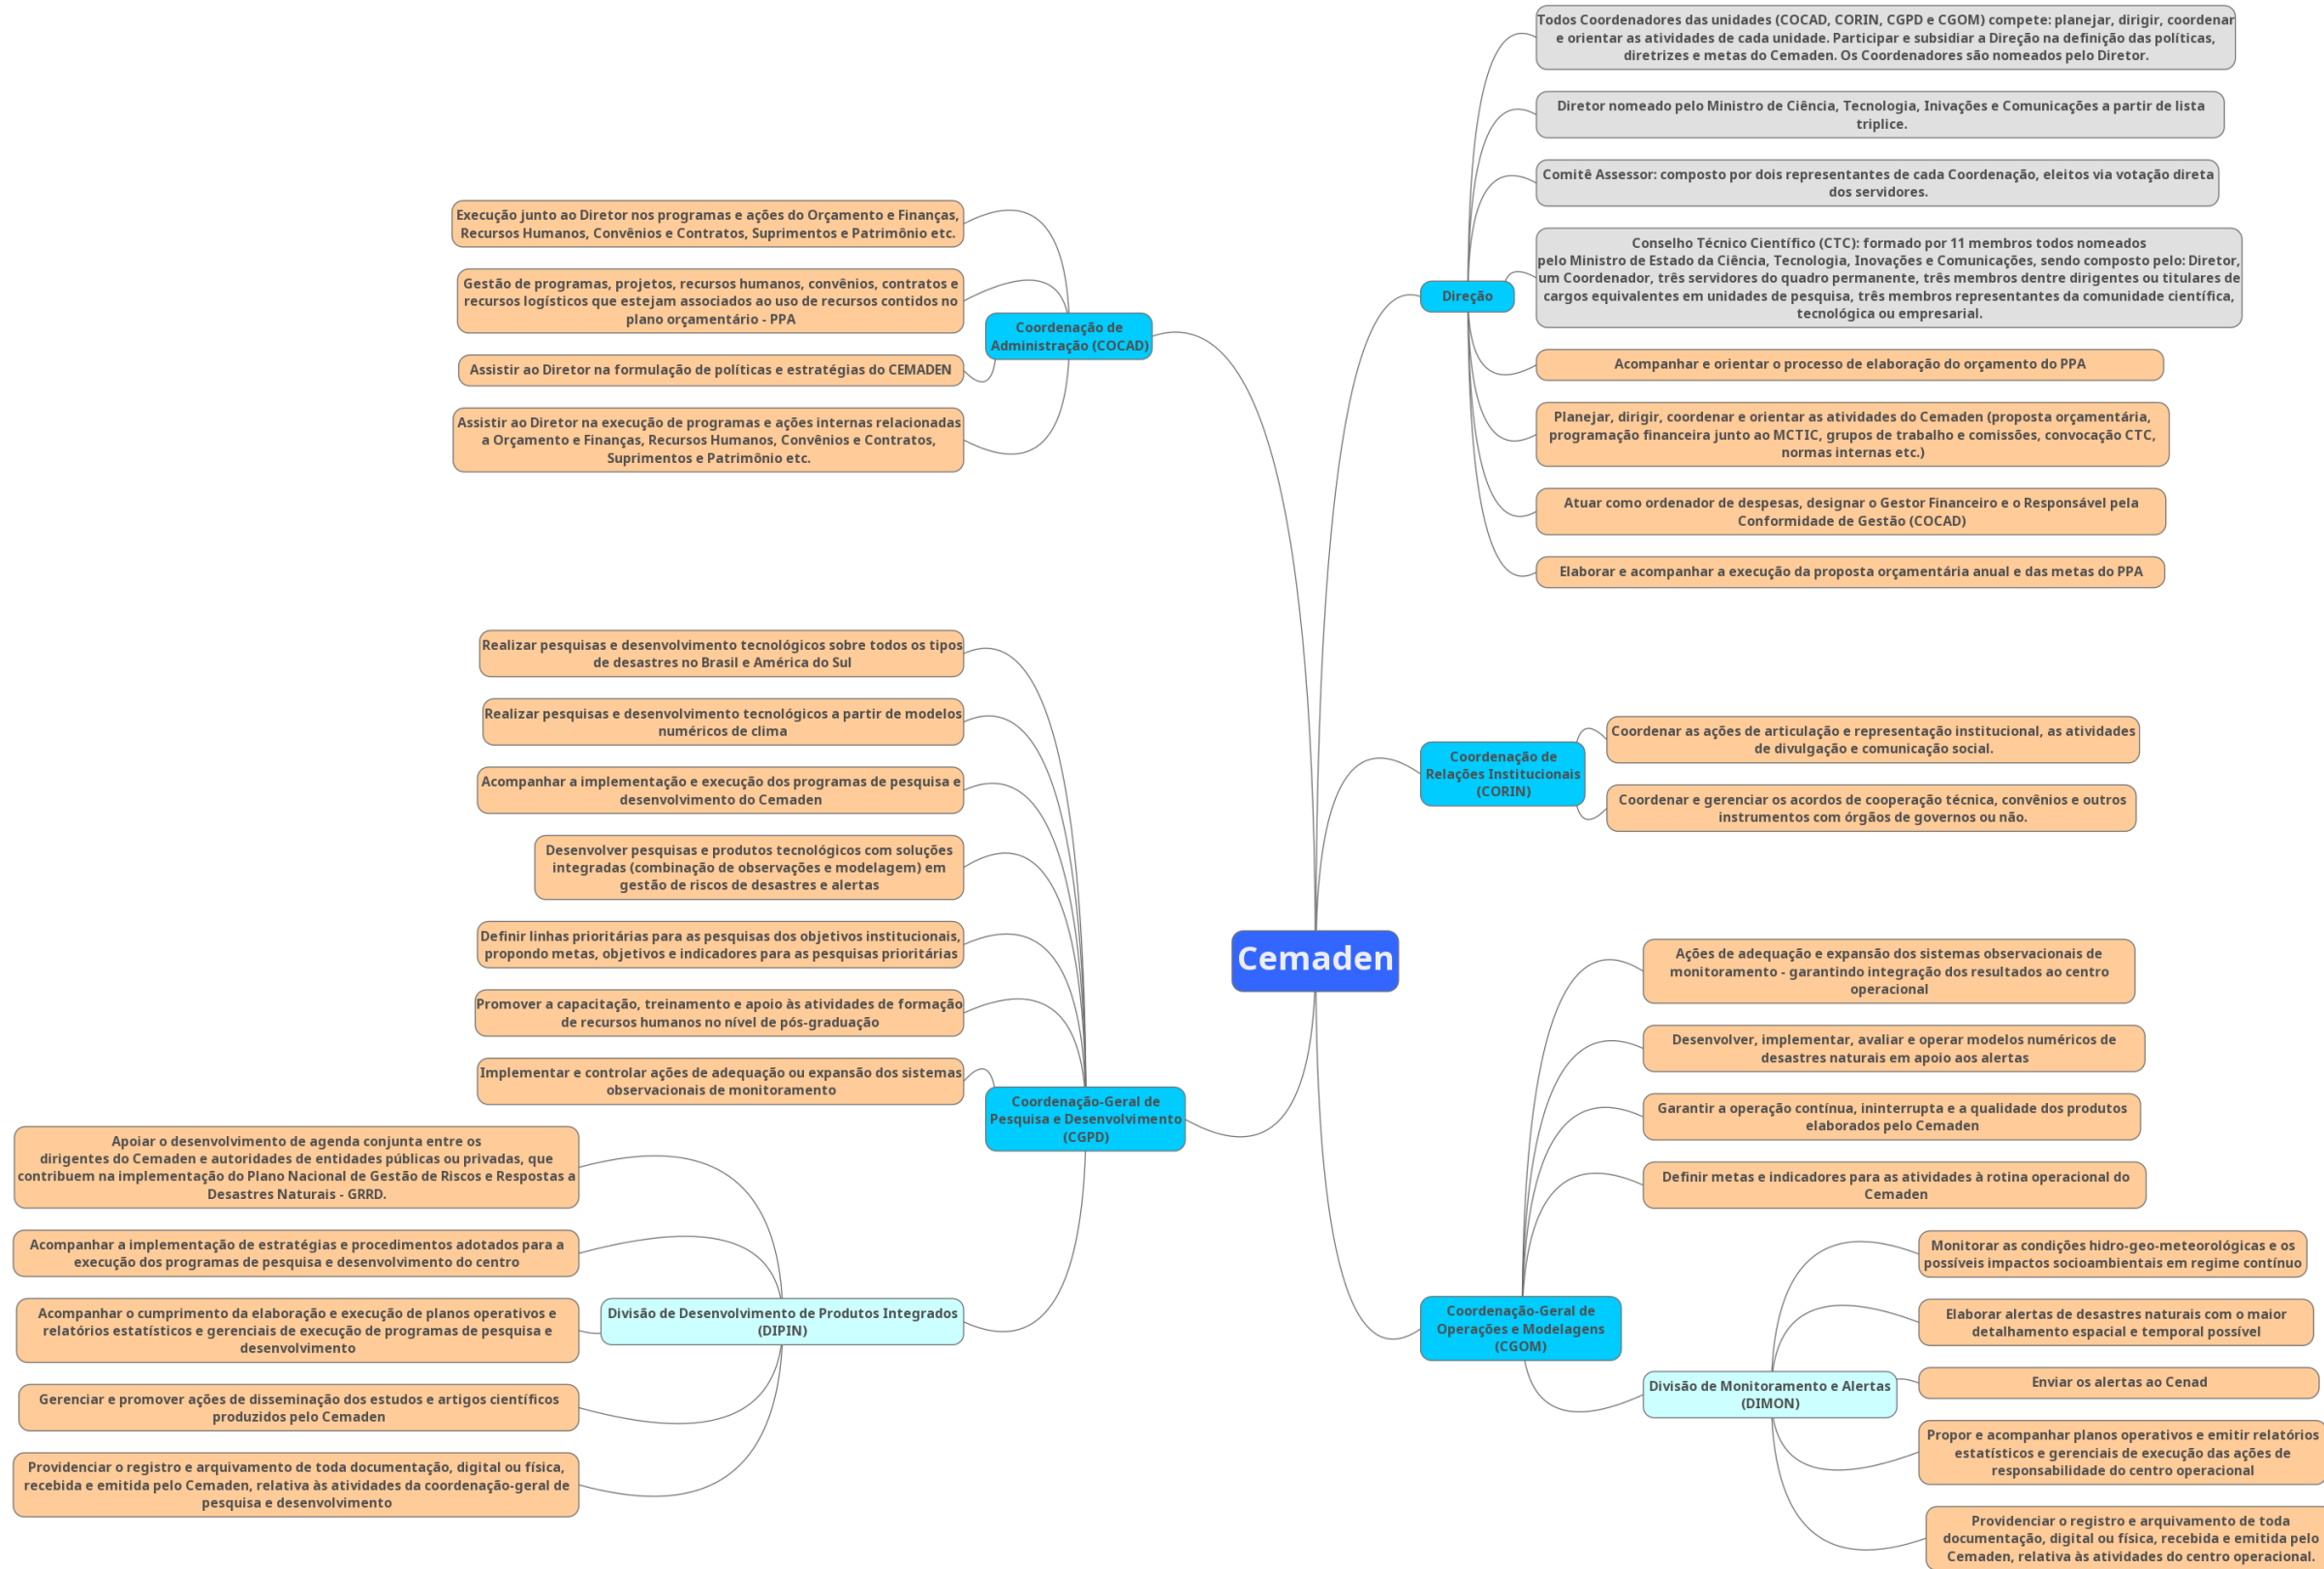 Todos Coordenadores das unidades (COCAD, CORIN, CGPD e CGOM) compete: planejar, dirigir, coordenar
e orientar as atividades de cada unidade. Participar e subsidiar a Direção na definição das políticas,
diretrizes e metas do Cemaden. Os Coordenadores são nomeados pelo Diretor.
Diretor nomeado pelo Ministro de Ciência, Tecnologia, Inivações e Comunicações a partir de lista
triplice.
Comitê Assessor: composto por dois representantes de cada Coordenação, eleitos via votação direta
dos servidores.
Conselho Técnico Científico (CTC): formado por 11 membros todos nomeados
pelo Ministro de Estado da Ciência, Tecnologia, Inovações e Comunicações, sendo composto pelo: Diretor,
um Coordenador, três servidores do quadro permanente, três membros dentre dirigentes ou titulares de
cargos equivalentes em unidades de pesquisa, três membros representantes da comunidade científica,
tecnológica ou empresarial.
Direção
Acompanhar e orientar o processo de elaboração do orçamento do PPA
Planejar, dirigir, coordenar e orientar as atividades do Cemaden (proposta orçamentária,
programação financeira junto ao MCTIC, grupos de trabalho e comissões, convocação CTC,
normas internas etc.)
Atuar como ordenador de despesas, designar o Gestor Financeiro e o Responsável pela
Conformidade de Gestão (COCAD)
Elaborar e acompanhar a execução da proposta orçamentária anual e das metas do PPA
Execução junto ao Diretor nos programas e ações do Orçamento e Finanças,
Recursos Humanos, Convênios e Contratos, Suprimentos e Patrimônio etc.
Gestão de programas, projetos, recursos humanos, convênios, contratos e
recursos logísticos que estejam associados ao uso de recursos contidos no
plano orçamentário - PPA
Coordenação de
Administração (COCAD)
Assistir ao Diretor na formulação de políticas e estratégias do CEMADEN
Assistir ao Diretor na execução de programas e ações internas relacionadas
a Orçamento e Finanças, Recursos Humanos, Convênios e Contratos,
Suprimentos e Patrimônio etc.
Realizar pesquisas e desenvolvimento tecnológicos sobre todos os tipos
de desastres no Brasil e América do Sul
Realizar pesquisas e desenvolvimento tecnológicos a partir de modelos
numéricos de clima
Acompanhar a implementação e execução dos programas de pesquisa e
desenvolvimento do Cemaden
Desenvolver pesquisas e produtos tecnológicos com soluções
integradas (combinação de observações e modelagem) em
gestão de riscos de desastres e alertas
Definir linhas prioritárias para as pesquisas dos objetivos institucionais,
propondo metas, objetivos e indicadores para as pesquisas prioritárias
Promover a capacitação, treinamento e apoio às atividades de formação
de recursos humanos no nível de pós-graduação
Implementar e controlar ações de adequação ou expansão dos sistemas
observacionais de monitoramento
Coordenação-Geral de
Pesquisa e Desenvolvimento
(CGPD)
Coordenação de
Relações Institucionais
(CORIN)
Coordenar as ações de articulação e representação institucional, as atividades
de divulgação e comunicação social.
Coordenar e gerenciar os acordos de cooperação técnica, convênios e outros
instrumentos com órgãos de governos ou não.
Cemaden
Ações de adequação e expansão dos sistemas observacionais de
monitoramento - garantindo integração dos resultados ao centro
operacional
Desenvolver, implementar, avaliar e operar modelos numéricos de
desastres naturais em apoio aos alertas
Garantir a operação contínua, ininterrupta e a qualidade dos produtos
elaborados pelo Cemaden
Definir metas e indicadores para as atividades à rotina operacional do
Cemaden
Coordenação-Geral de
Operações e Modelagens
(CGOM)
Apoiar o desenvolvimento de agenda conjunta entre os
dirigentes do Cemaden e autoridades de entidades públicas ou privadas, que
contribuem na implementação do Plano Nacional de Gestão de Riscos e Respostas a
Desastres Naturais - GRRD.
Acompanhar a implementação de estratégias e procedimentos adotados para a
execução dos programas de pesquisa e desenvolvimento do centro
Acompanhar o cumprimento da elaboração e execução de planos operativos e
relatórios estatísticos e gerenciais de execução de programas de pesquisa e
desenvolvimento
Divisão de Desenvolvimento de Produtos Integrados
(DIPIN)
Gerenciar e promover ações de disseminação dos estudos e artigos científicos
produzidos pelo Cemaden
Providenciar o registro e arquivamento de toda documentação, digital ou física,
recebida e emitida pelo Cemaden, relativa às atividades da coordenação-geral de
pesquisa e desenvolvimento
Monitorar as condições hidro-geo-meteorológicas e os
possíveis impactos socioambientais em regime contínuo
Elaborar alertas de desastres naturais com o maior
detalhamento espacial e temporal possível
Divisão de Monitoramento e Alertas
(DIMON)
Enviar os alertas ao Cenad
Propor e acompanhar planos operativos e emitir relatórios
estatísticos e gerenciais de execução das ações de
responsabilidade do centro operacional
Providenciar o registro e arquivamento de toda
documentação, digital ou física, recebida e emitida pelo
Cemaden, relativa às atividades do centro operacional.